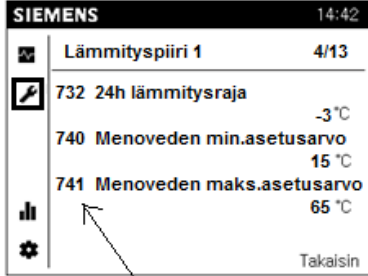 SIEMENS 14:42
Lämmityspiiri 1 4/13
732 24h lämmitysraja
-3 °C
740 Menoveden min.asetusarvo
15 °C
741 Menoveden maks.asetusarvo
65 °C
Takaisin